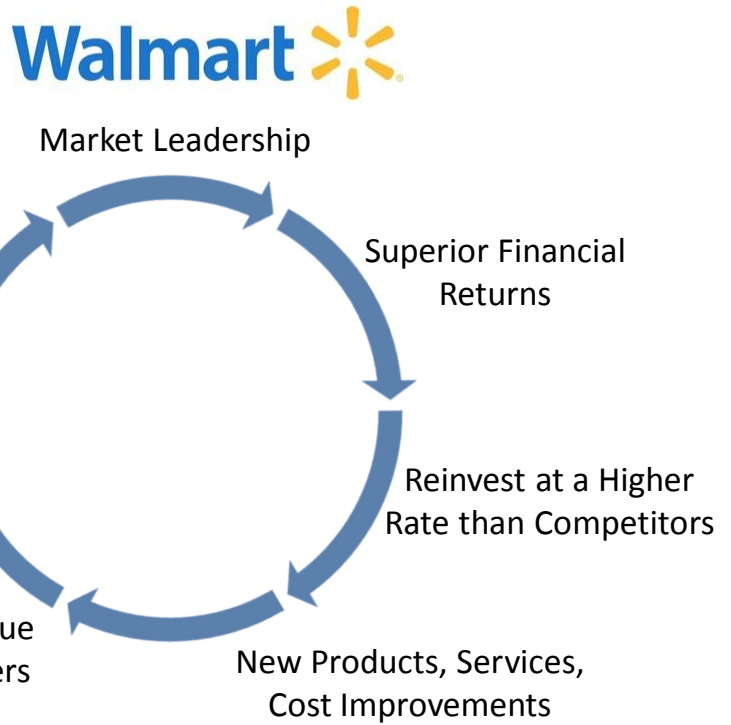 Walmart
Market Leadership
Superior Financial
Returns
Reinvest at a Higher
Rate than Competitors
New Products, Services,
Cost Improvements